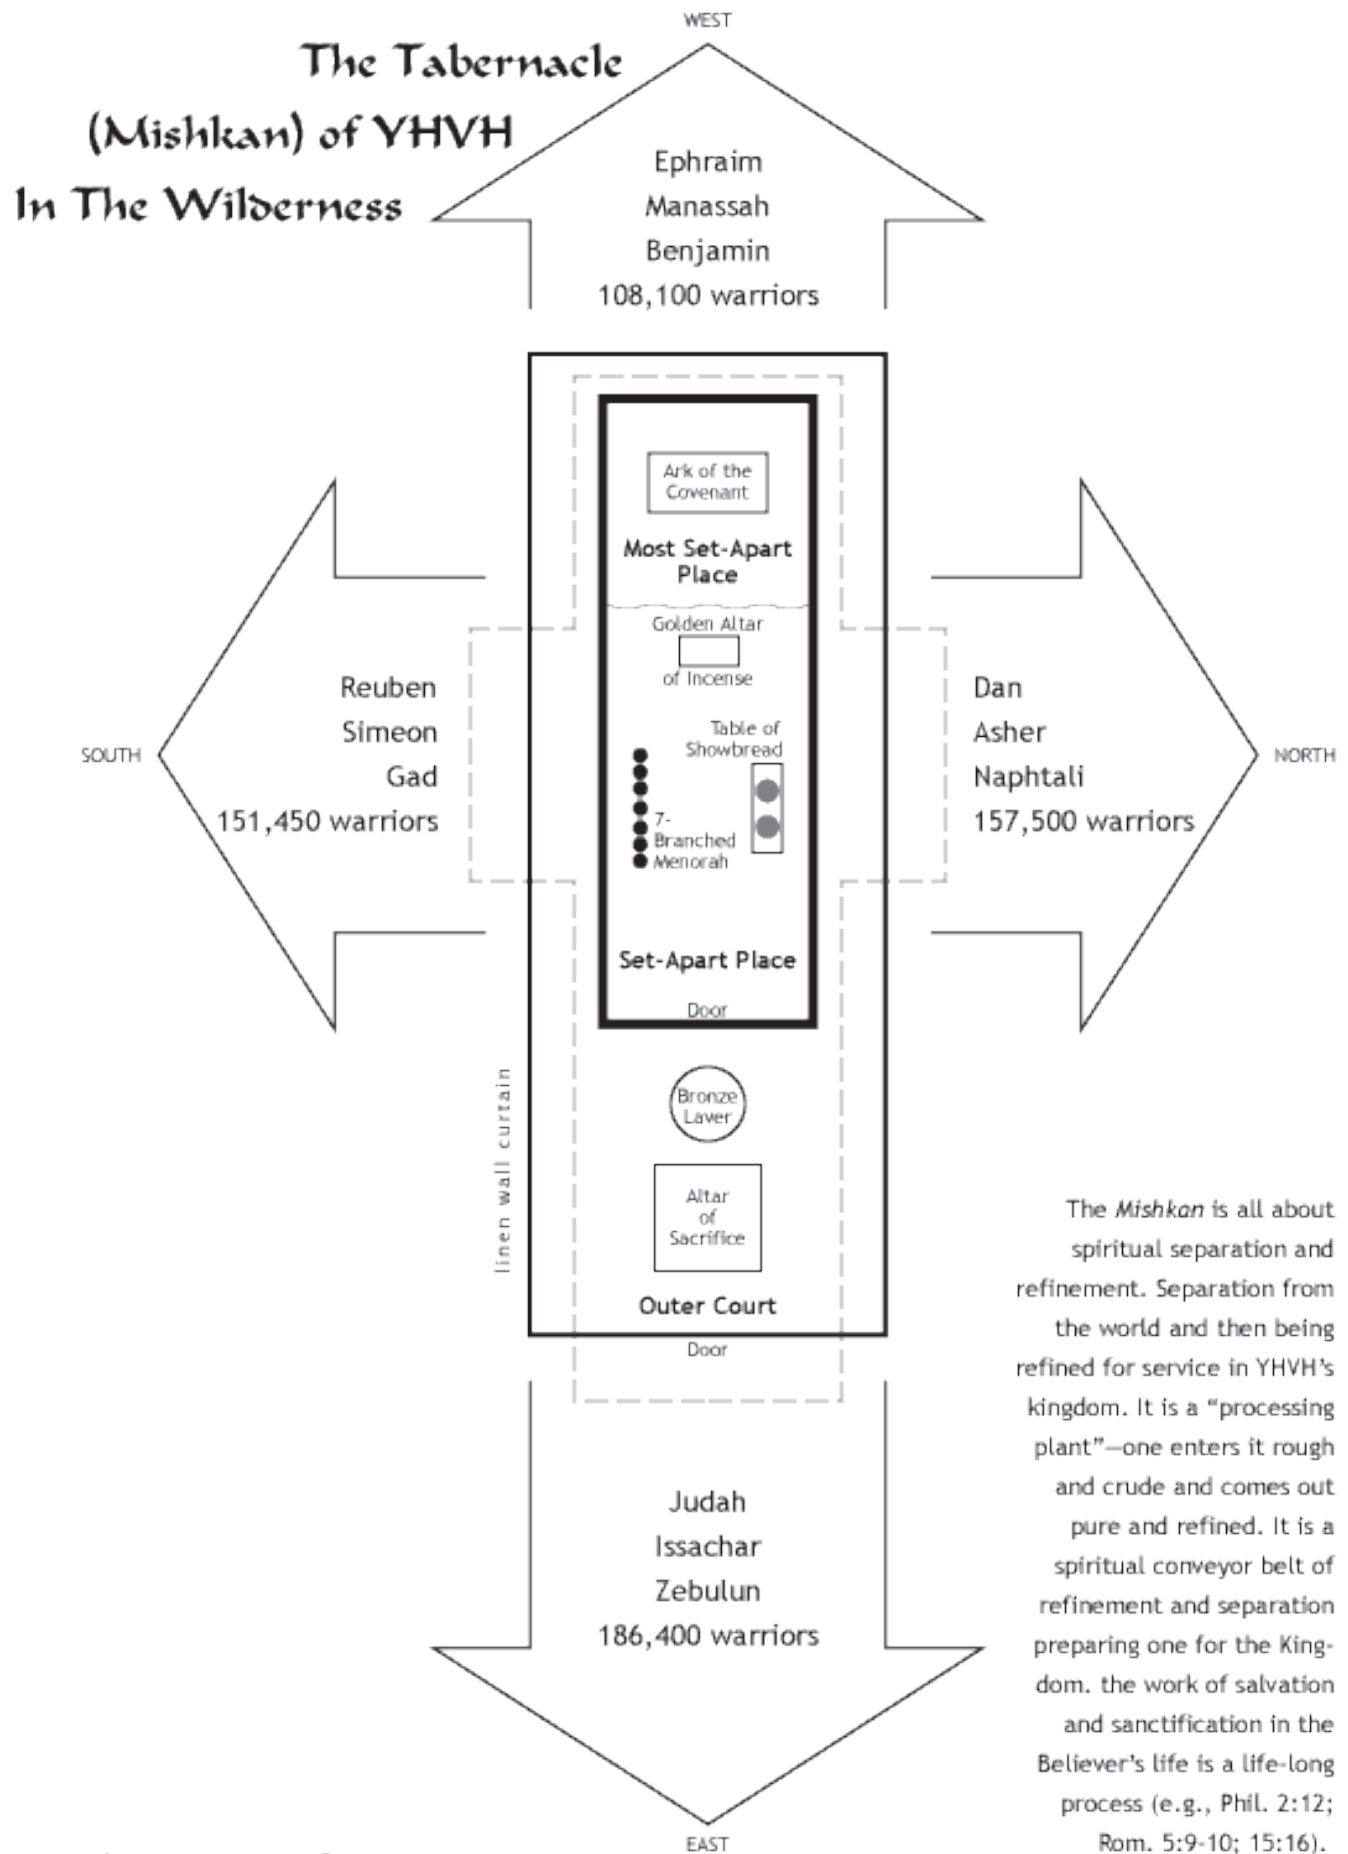 WEST
The Tabernacle
(Mishkan) of YHVH
In The Wilderness
Ephraim
Manassah
Benjamin
108,100 warriors
Ark of the
Covenant
Most Set-Apart
Place
Golden Altar
of Incense
Table of
Showbread
7-
Branched
Menorah
Set-Apart Place
Door
SOUTH
Reuben
Simeon
Gad
151,450 warriors
Dan
Asher
Naphtali
157,500 warriors
NORTH
Bronze
Laver
linen wall curtain
Altar
of
Sacrifice
Outer Court
Door
Judah
Issachar
Zebulun
186,400 warriors
EAST
The Mishkan is all about
spiritual separation and
refinement. Separation from
the world and then being
refined for service in YHVH’s
kingdom. It is a “processing
plant”—one enters it rough
and crude and comes out
pure and refined. It is a
spiritual conveyor belt of
refinement and separation
preparing one for the King-
dom. the work of salvation
and sanctification in the
Believer’s life is a life-long
process (e.g., Phil. 2:12;
Rom. 5:9-10; 15:16).